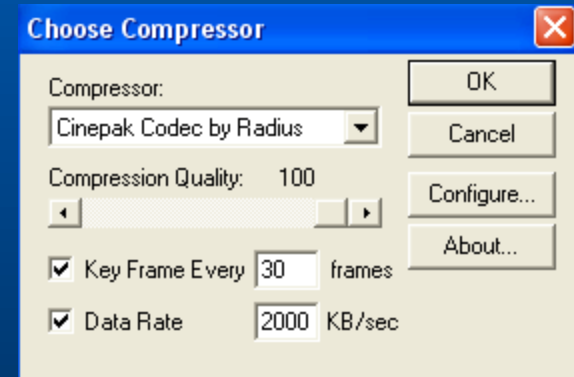 Choose Compressor
Compressor:
Cinepak Codec by Radius
Compression Quality: 100
Key Frame Every 30 frames
Data Rate 2000 KB/sec
OK
Cancel
Configure...
About...